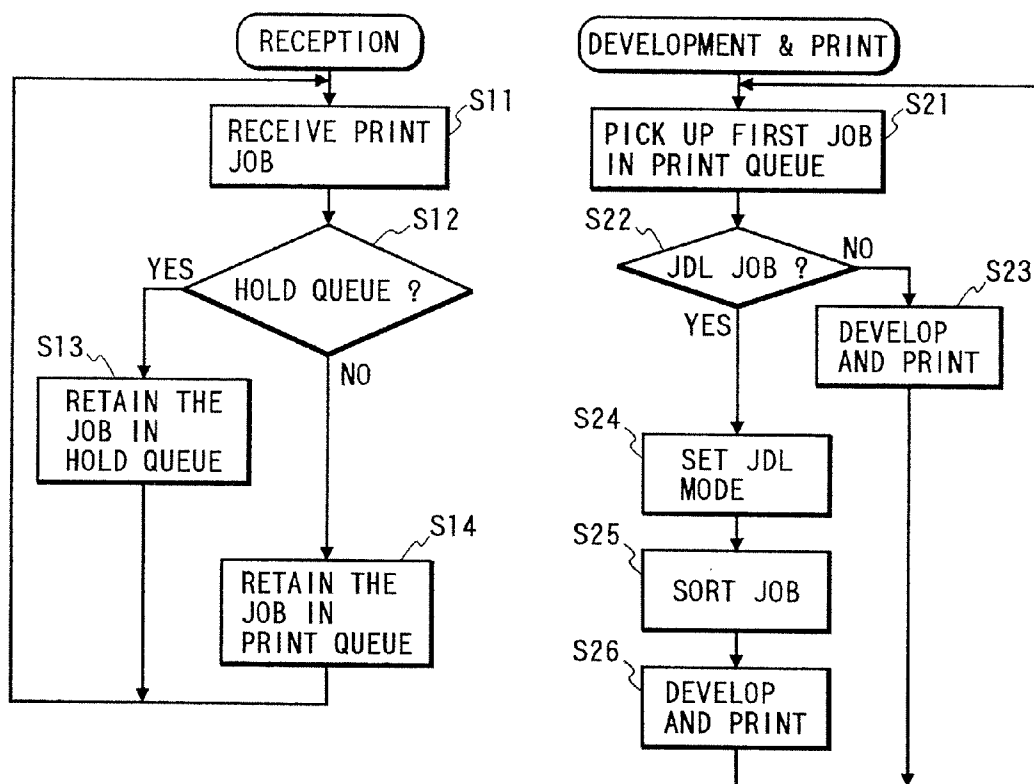 RECEPTION
S11
RECEIVE PRINT
JOB
S12
YES
HOLD QUEUE ?
NO
S13
RETAIN THE
JOB IN
HOLD QUEUE
S14
RETAIN THE
JOB IN
PRINT QUEUE
DEVELOPMENT & PRINT
S21
PICK UP FIRST JOB
IN PRINT QUEUE
S22
JDL JOB ?
NO
YES
S23
DEVELOP
AND PRINT
S24
SET JDL
MODE
S25
SORT JOB
S26
DEVELOP
AND PRINT